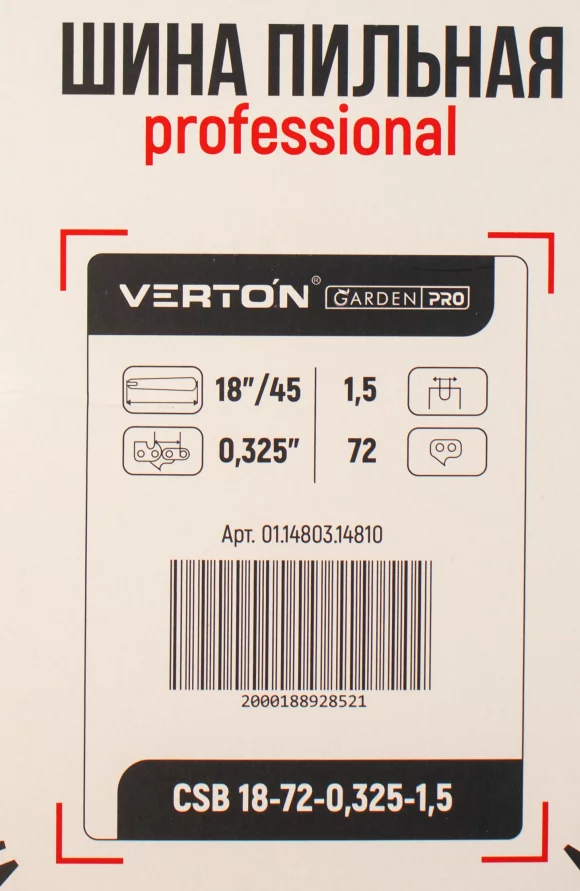 ШИНА ПИЛЬНАЯ
professional
VERTON® GARDEN PRO
18"/45 1,5
0,325" 72
Арт. 01.14803.14810
2000188928521
CSB 18-72-0,325-1,5